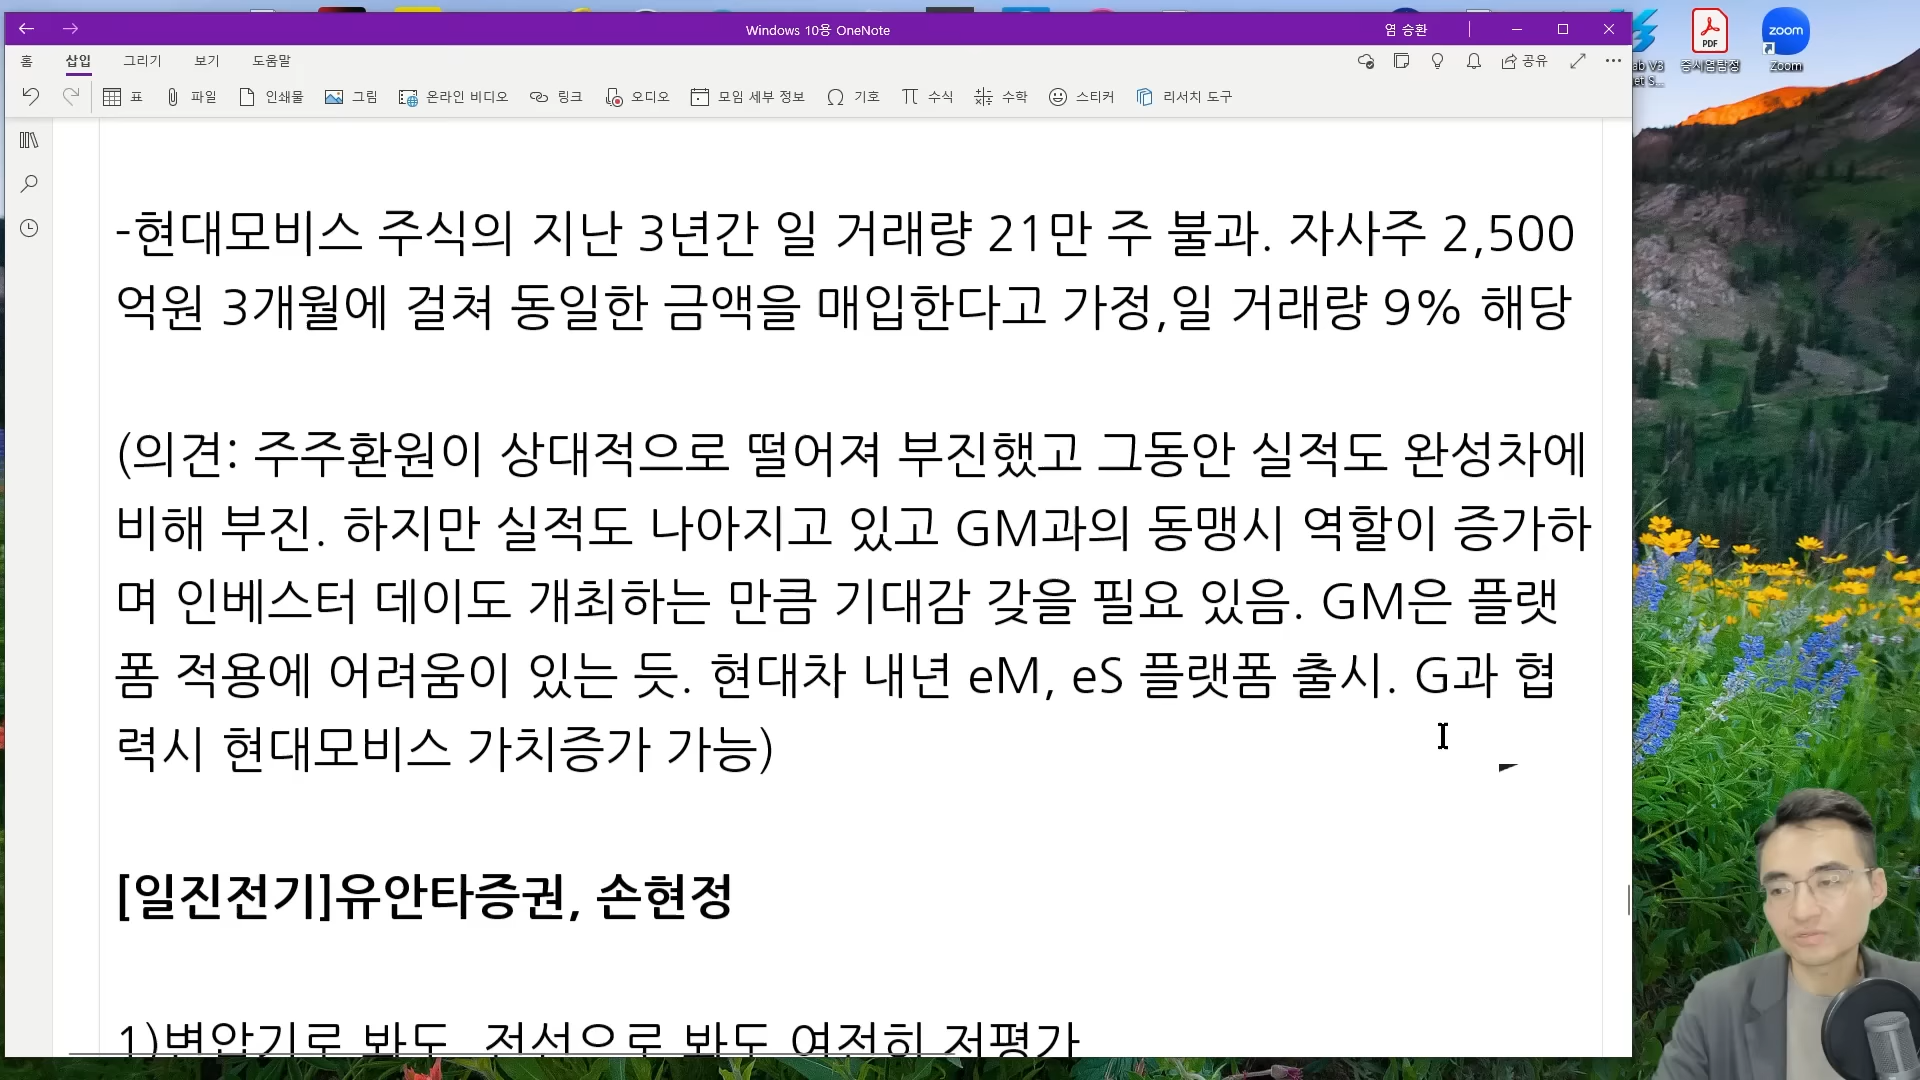 Windows 10용 OneNote
염 승환
홈 삽입 그리기 보기 도움말
공유
표 파일 인쇄물 그림 온라인 비디오 링크 오디오 모임 세부 정보 기호 수식 수학 스티커 리서치 도구
PDF
zoom
Zoom
-현대모비스 주식의 지난 3년간 일 거래량 21만 주 불과. 자사주 2,500
억원 3개월에 걸쳐 동일한 금액을 매입한다고 가정,일 거래량 9% 해당
(의견: 주주환원이 상대적으로 떨어져 부진했고 그동안 실적도 완성차에
비해 부진. 하지만 실적도 나아지고 있고 GM과의 동맹시 역할이 증가하
며 인베스터 데이도 개최하는 만큼 기대감 갖을 필요 있음. GM은 플랫
폼 적용에 어려움이 있는 듯. 현대차 내년 eM, eS 플랫폼 출시. G과 협
력시 현대모비스 가치증가 가능)
[일진전기]유안타증권, 손현정
1)변압기로 봐도, 전선으로 봐도 여전히 저평가